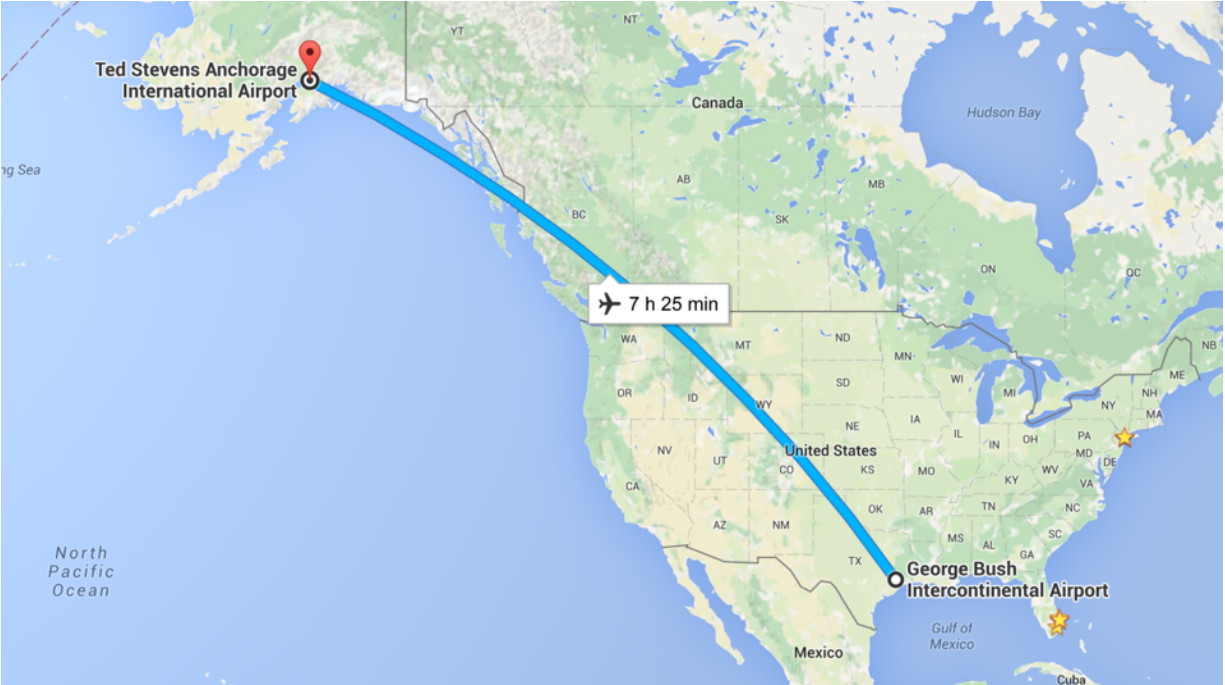 NT
YT
Ted Stevens Anchorage
International Airport
Canada
Hudson Bay
ng Sea
AB
MB
BC
SK
ON
QC
7 h 25 min
WA
MT
ND
MN
NB
ME
OR
ID
WY
SD
WI
MI
NY
NH
MA
NE
IA
IL
IN
OH
PA
NV
UT
United States
CO
KS
MO
WV
MD
DE
CA
KY
VA
AZ
NM
OK
AR
TN
NC
SC
MS
AL
GA
TX
North
Pacific
Ocean
George Bush
Intercontinental Airport
Gulf of
Mexico
Mexico
Cuba